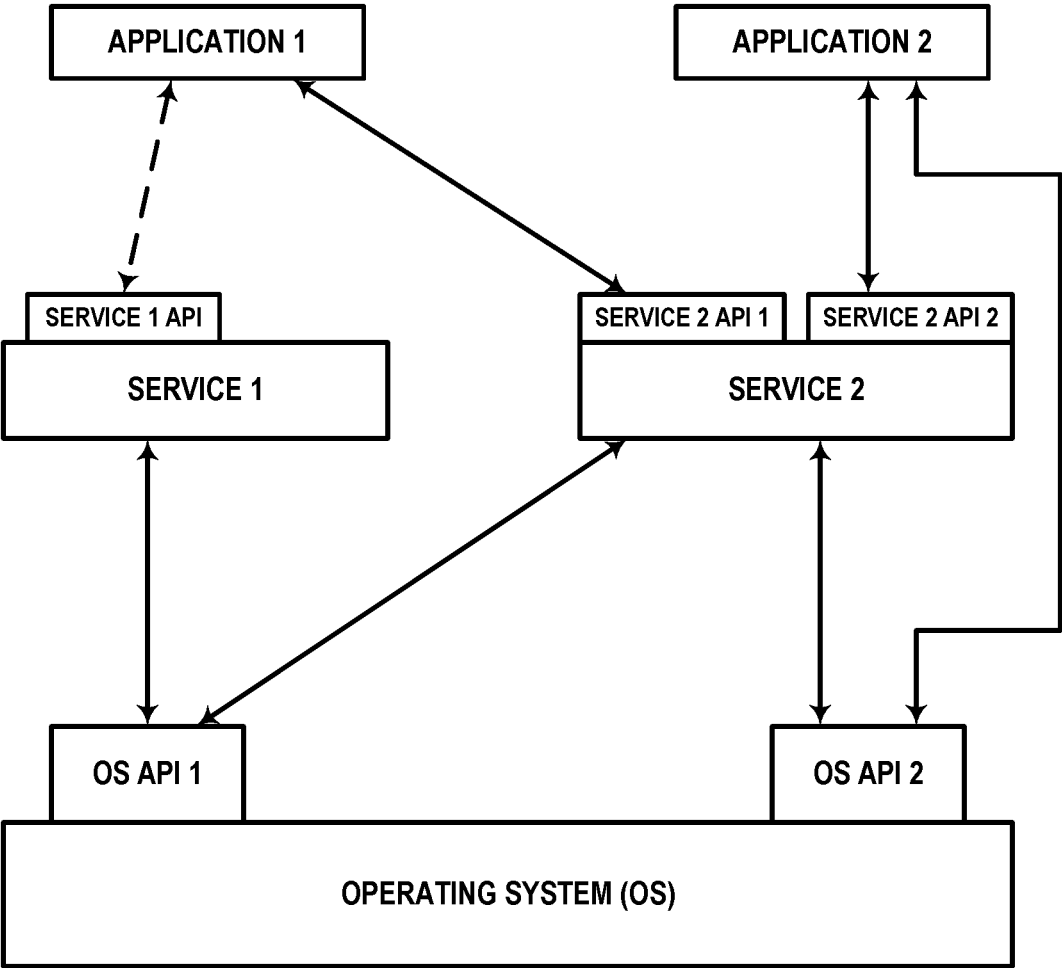 APPLICATION 1
APPLICATION 2
SERVICE 1 API
SERVICE 2 API 1
SERVICE 2 API 2
SERVICE 1
SERVICE 2
OS API 1
OS API 2
OPERATING SYSTEM (OS)